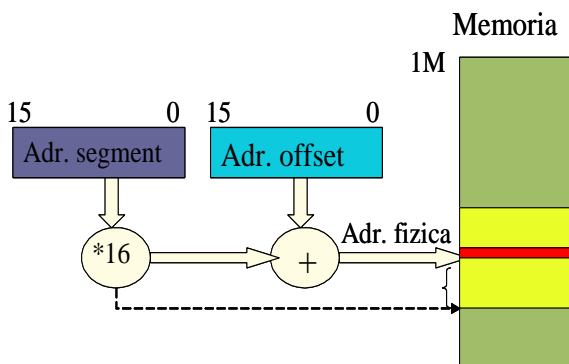 Memoria
1M
15 0 15 0
Adr. segment
Adr. offset
Adr. fizica
*16
+